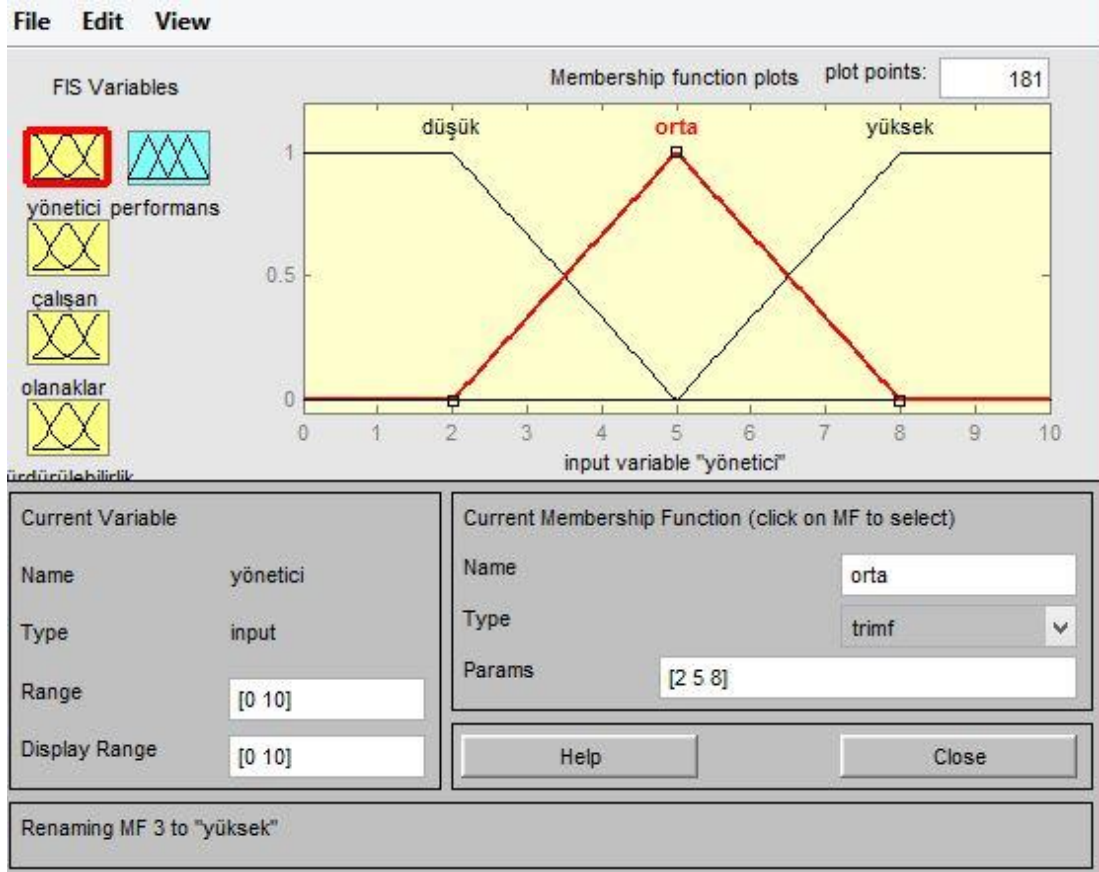 File Edit View
FIS Variables
Membership function plots plot points: 181
düşük orta yüksek
1
0.5
0
0 1 2 3 4 5 6 7 8 9 10
input variable "yönetici"
yönetici performans
çalışan
olanaklar
Current Variable
Name yönetici
Type input
Range [0 10]
Display Range [0 10]
Current Membership Function (click on MF to select)
Name orta
Type trimf
Params [2 5 8]
Help Close
Renaming MF 3 to "yüksek"